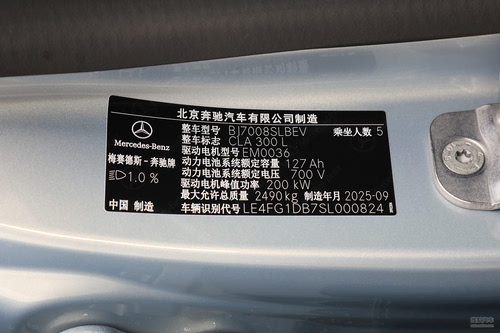 北京奔驰汽车有限公司制造
Mercedes-Benz
梅赛德斯－奔驰牌
1.0 %
中国 制造
整车型号 BJ7008SLBEV 乘坐人数 5
整车标志 CLA 300 L
驱动电机型号 EM0036
动力电池系统额定容量 127 Ah
动力电池系统额定电压 700 V
驱动电机峰值功率 200 kW
最大允许总质量 2490 kg 制造年月 2025-09
车辆识别代号 LE4FG1DB7SL000824